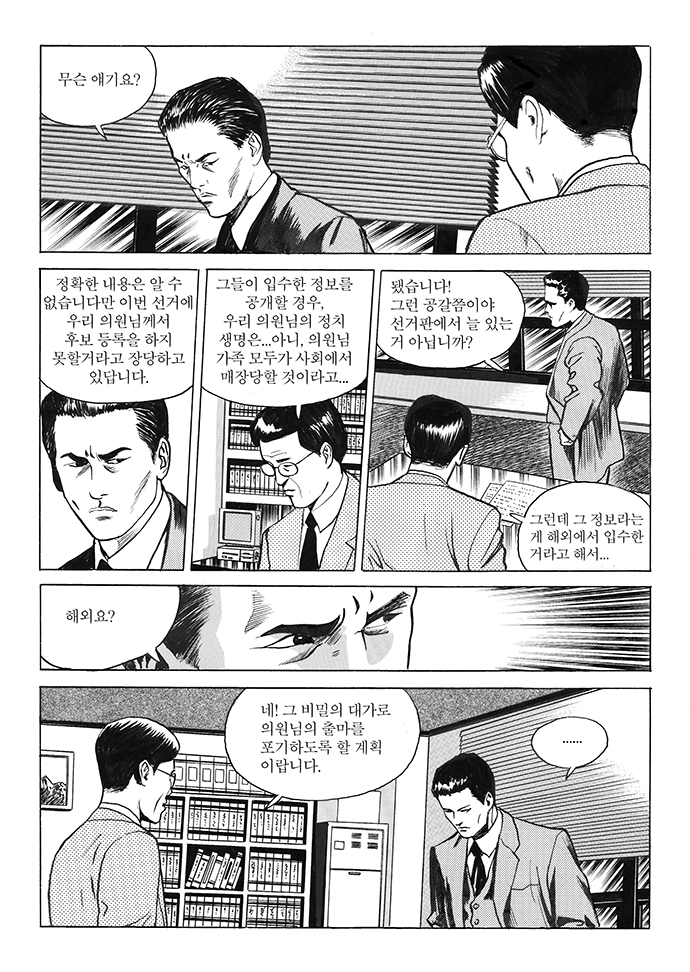 무슨 얘기요?
정확한 내용은 알 수
없습니다만 이번 선거에
우리 의원님께서
후보 등록을 하지
못할거라고 장담하고
있답니다.
그들이 입수한 정보를
공개할 경우,
우리 의원님의 정치
생명은...아니, 의원님
가족 모두가 사회에서
매장당할 것이라고...
됐습니다!
그런 공갈쯤이야
선거판에서 늘 있는
거 아닙니까?
그런데 그 정보라는
게 해외에서 입수한
거라고 해서...
해외요?
네! 그 비밀의 대가로
의원님의 출마를
포기하도록 할 계획
이랍니다.
......